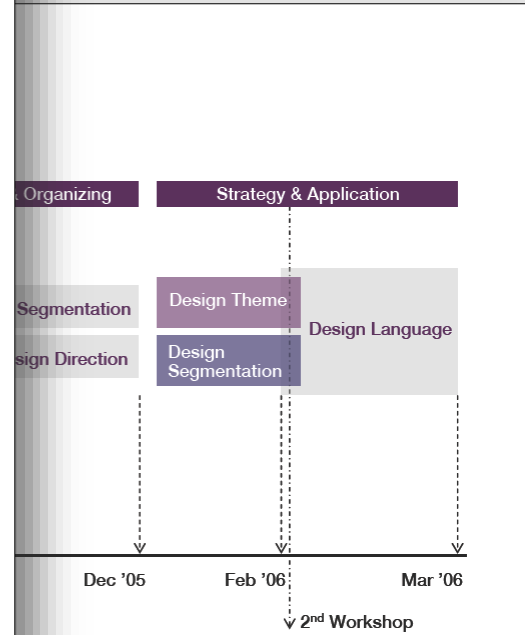 & Organizing
Strategy & Application
Segmentation
sign Direction
Design Theme
Design
Segmentation
Design Language
Dec ’05
Feb ’06
Mar ’06
2nd Workshop